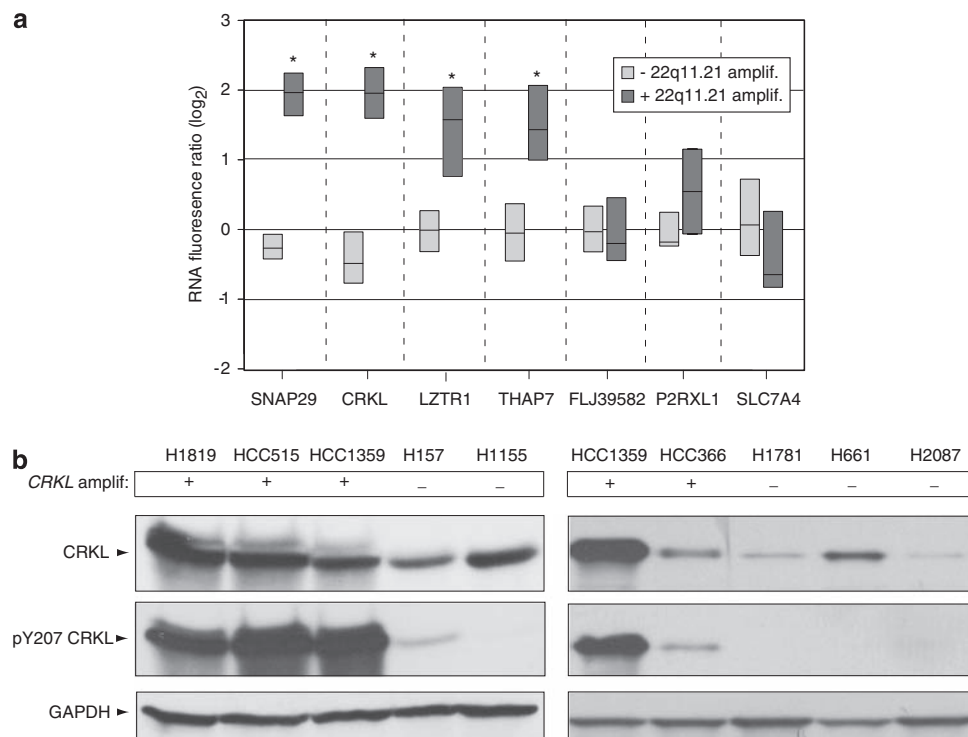 a
3
2
1
0
-1
-2
RNA fluoresence ratio (log2)
* * * *
- 22q11.21 amplif.
+ 22q11.21 amplif.
SNAP29 CRKL LZTR1 THAP7 FLJ39582 P2RXL1 SLC7A4
b
H1819 HCC515 HCC1359 H157 H1155 HCC1359 HCC366 H1781 H661 H2087
CRKL amplif: + + + – – + + – – –
CRKL
pY207 CRKL
GAPDH